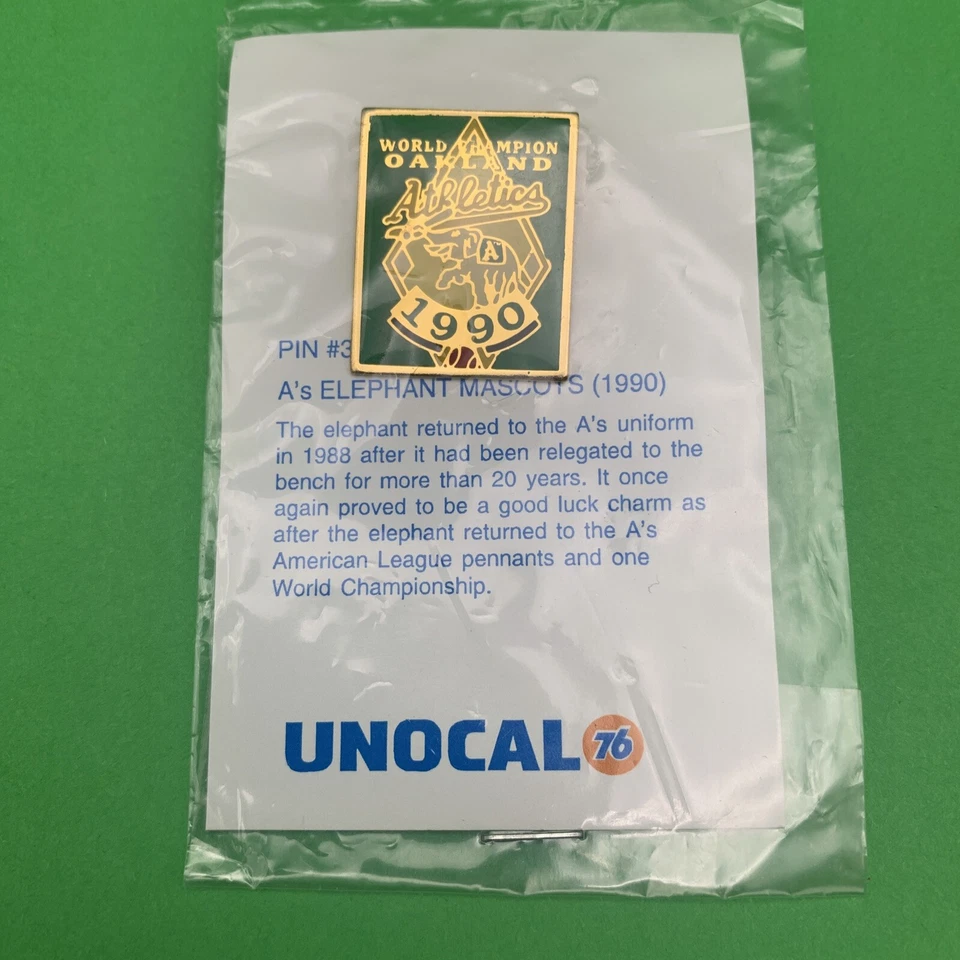 WORLD CHAMPION
OAKLAND
Athletics
A
1990
PIN #3
A's ELEPHANT MASCOTS (1990)
The elephant returned to the A's uniform
in 1988 after it had been relegated to the
bench for more than 20 years. It once
again proved to be a good luck charm as
after the elephant returned to the A's
American League pennants and one
World Championship.
UNOCAL 76